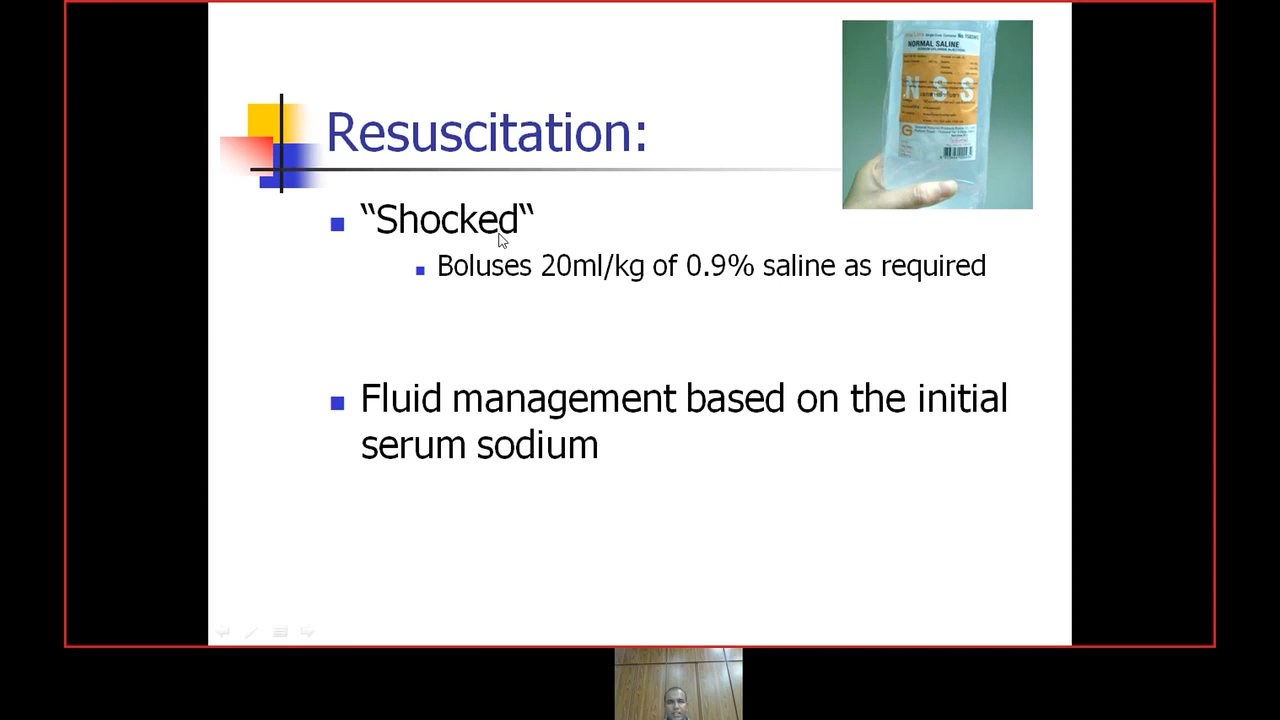 Resuscitation:
NORMAL SALINE
N S S
“Shocked“
Boluses 20ml/kg of 0.9% saline as required
Fluid management based on the initial
serum sodium